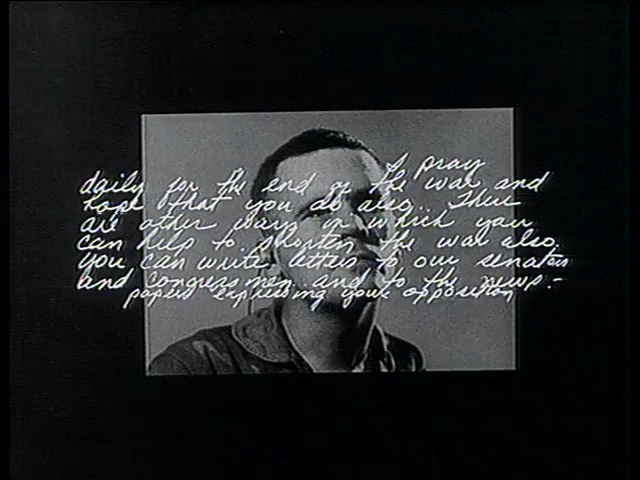 I pray
daily for the end of the war and
hope that you do also. Ther
are other ways in which you
can help to shorten the war also.
you can write letters to our senators
and congressmen and to the news-
papers expressing your opposition